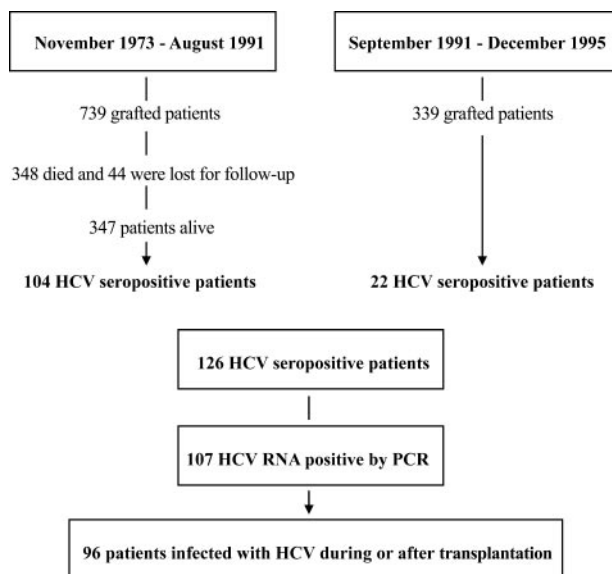 November 1973 - August 1991
739 grafted patients
348 died and 44 were lost for follow-up
347 patients alive
104 HCV seropositive patients
September 1991 - December 1995
339 grafted patients
22 HCV seropositive patients
126 HCV seropositive patients
107 HCV RNA positive by PCR
96 patients infected with HCV during or after transplantation